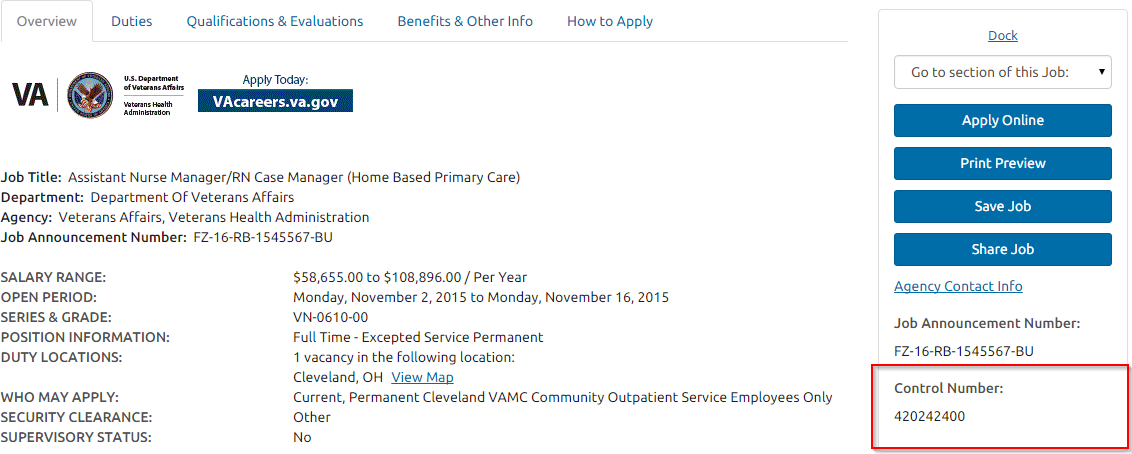 Overview
Duties
Qualifications & Evaluations
Benefits & Other Info
How to Apply
VA
U.S. Department
of Veterans Affairs
Veterans Health
Administration
Apply Today:
VAcareers.va.gov
Job Title: Assistant Nurse Manager/RN Case Manager (Home Based Primary Care)
Department: Department Of Veterans Affairs
Agency: Veterans Affairs, Veterans Health Administration
Job Announcement Number: FZ-16-RB-1545567-BU
SALARY RANGE: $58,655.00 to $108,896.00 / Per Year
OPEN PERIOD: Monday, November 2, 2015 to Monday, November 16, 2015
SERIES & GRADE: VN-0610-00
POSITION INFORMATION: Full Time - Excepted Service Permanent
DUTY LOCATIONS: 1 vacancy in the following location:
Cleveland, OH View Map
WHO MAY APPLY: Current, Permanent Cleveland VAMC Community Outpatient Service Employees Only
SECURITY CLEARANCE: Other
SUPERVISORY STATUS: No
Dock
Go to section of this Job:
Apply Online
Print Preview
Save Job
Share Job
Agency Contact Info
Job Announcement Number:
FZ-16-RB-1545567-BU
Control Number:
420242400